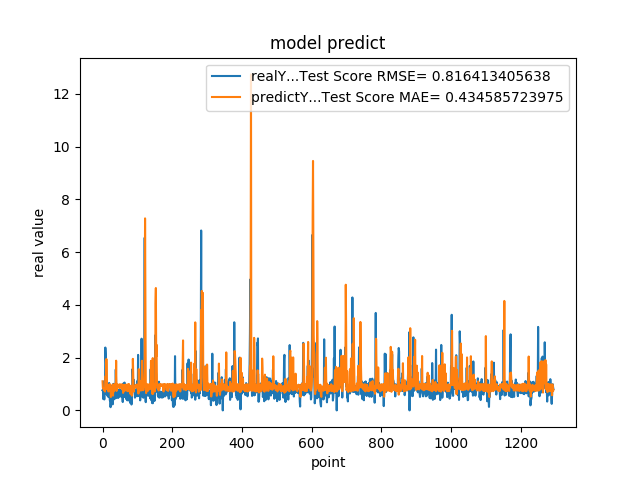 model predict
realY...Test Score RMSE= 0.816413405638
predictY...Test Score MAE= 0.434585723975
real value
12
10
8
6
4
2
0
0 200 400 600 800 1000 1200
point